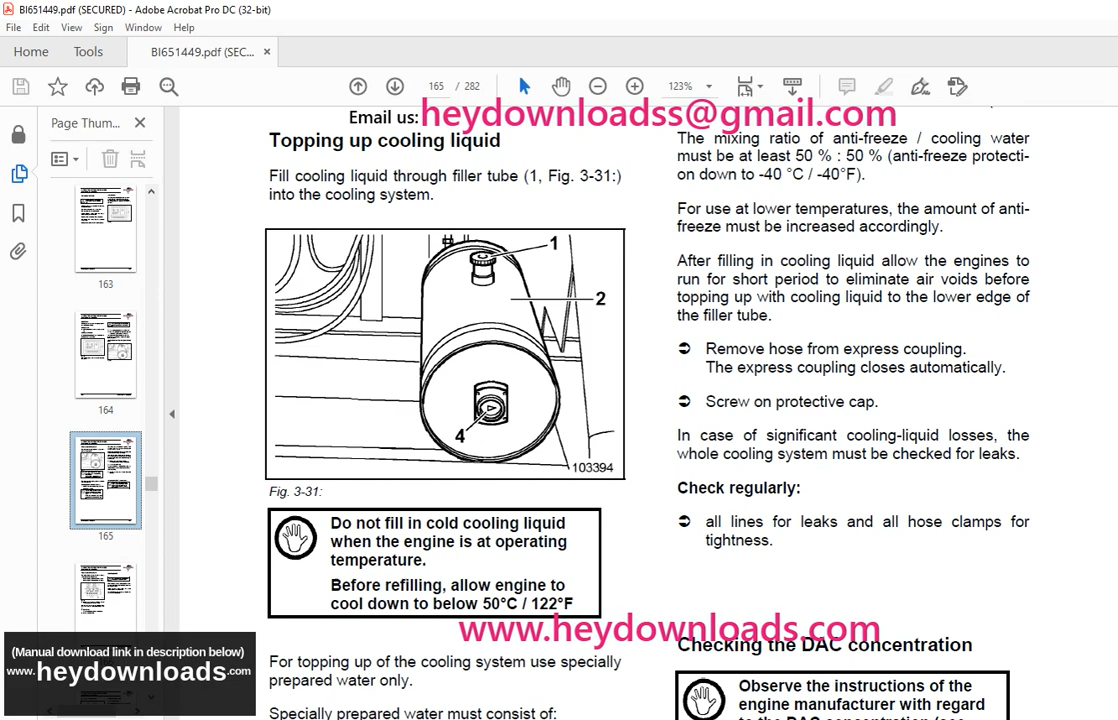 BI651449.pdf (SECURED) - Adobe Acrobat Pro DC (32-bit)
File Edit View Sign Window Help
Home Tools BI651449.pdf (SEC... ×
165 / 282 123%
Page Thum...
163
164
165
Email us: heydownloadss@gmail.com
Topping up cooling liquid
Fill cooling liquid through filler tube (1, Fig. 3-31:)
into the cooling system.
1
2
4
103394
Fig. 3-31:
Do not fill in cold cooling liquid
when the engine is at operating
temperature.
Before refilling, allow engine to
cool down to below 50°C / 122°F
For topping up of the cooling system use specially
prepared water only.
Specially prepared water must consist of:
The mixing ratio of anti-freeze / cooling water
must be at least 50 % : 50 % (anti-freeze protecti-
on down to -40 °C / -40°F).
For use at lower temperatures, the amount of anti-
freeze must be increased accordingly.
After filling in cooling liquid allow the engines to
run for short period to eliminate air voids before
topping up with cooling liquid to the lower edge of
the filler tube.
Remove hose from express coupling.
The express coupling closes automatically.
Screw on protective cap.
In case of significant cooling-liquid losses, the
whole cooling system must be checked for leaks.
Check regularly:
all lines for leaks and all hose clamps for
tightness.
www.heydownloads.com
Checking the DAC concentration
Observe the instructions of the
engine manufacturer with regard
to the DAC concentration (see
(Manual download link in description below)
www.heydownloads.com